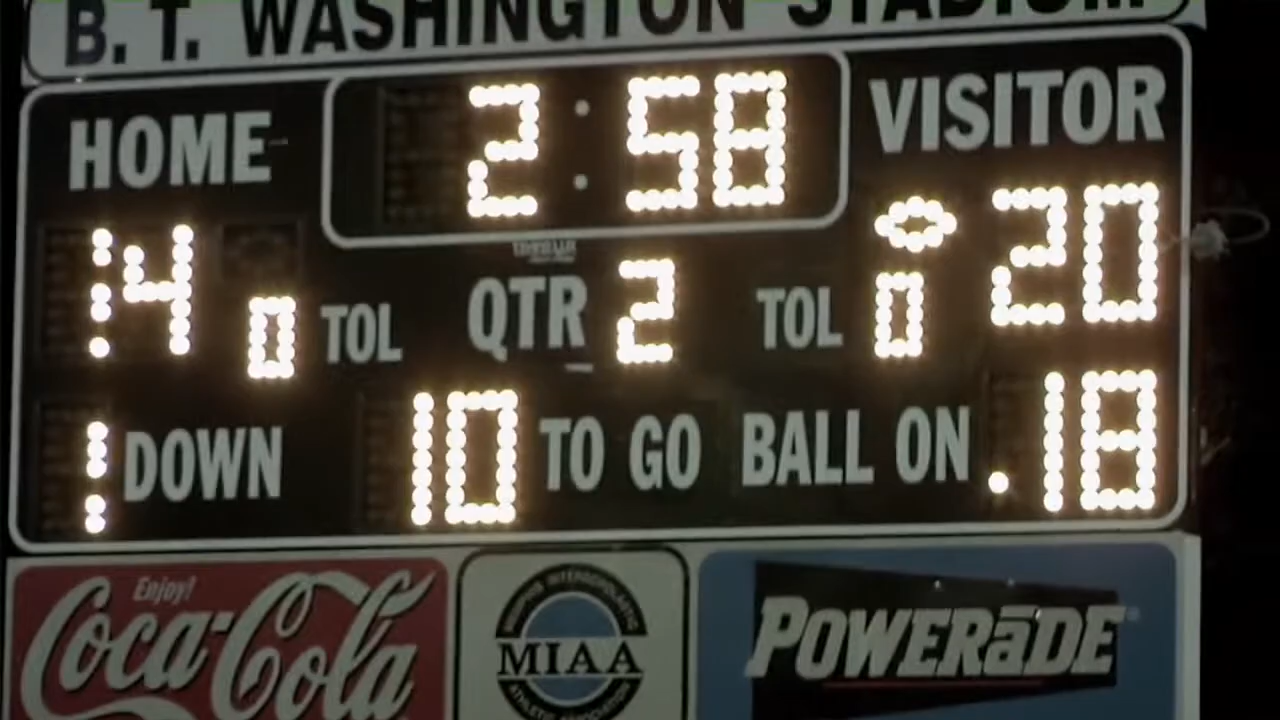 B. T. WASHINGTON STADIUM
HOME 2:58 VISITOR
14 0 TOL QTR 2 TOL 0 20
1 DOWN 10 TO GO BALL ON 18
Enjoy!
Coca-Cola
MIAA
POWERaDE